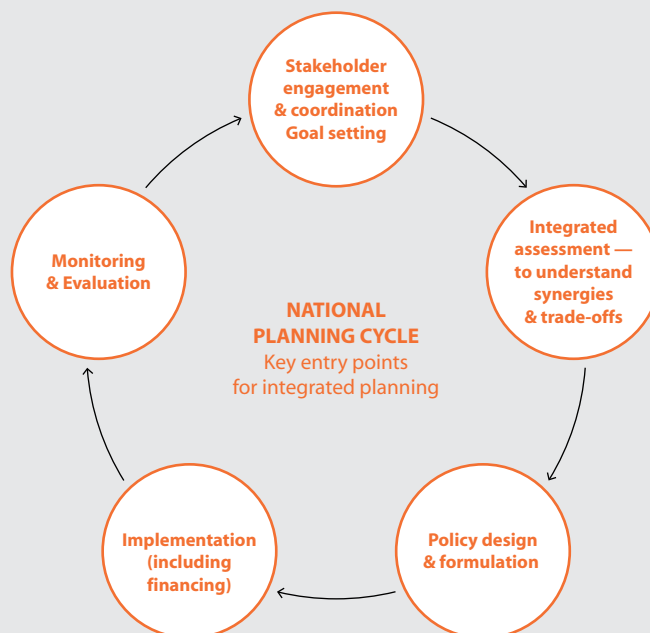 Stakeholder
engagement
& coordination
Goal setting
Integrated
assessment —
to understand
synergies
& trade-offs
Monitoring
& Evaluation
NATIONAL
PLANNING CYCLE
Key entry points
for integrated planning
Implementation
(including
financing)
Policy design
& formulation